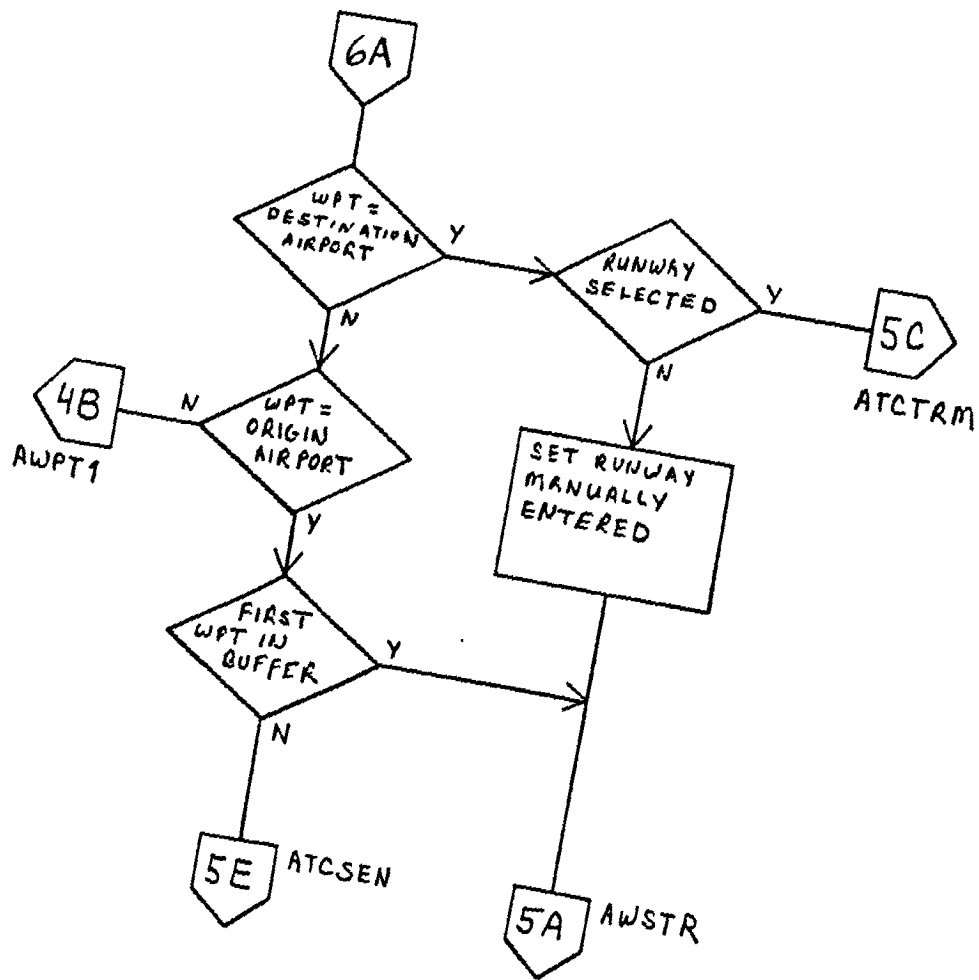 6A
WPT =
DESTINATION
AIRPORT
Y
N
RUNWAY
SELECTED
Y
N
5C
ATCTRM
4B
AWPT1
N
WPT =
ORIGIN
AIRPORT
Y
SET RUNWAY
MANUALLY
ENTERED
FIRST
WPT IN
BUFFER
Y
N
5E
ATCSEN
5A
AWSTR